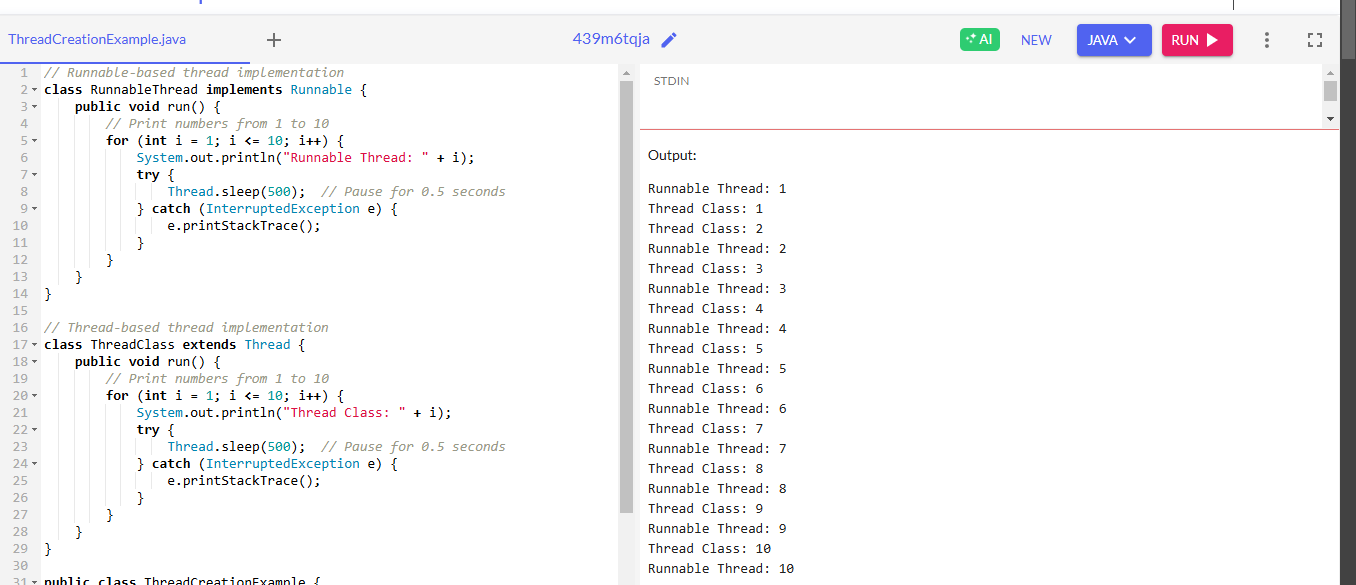 ThreadCreationExample.java + 439m6tqja AI NEW JAVA RUN
1 // Runnable-based thread implementation
2 class RunnableThread implements Runnable {
3 public void run() {
4 // Print numbers from 1 to 10
5 for (int i = 1; i <= 10; i++) {
6 System.out.println("Runnable Thread: " + i);
7 try {
8 Thread.sleep(500);  // Pause for 0.5 seconds
9 } catch (InterruptedException e) {
10 e.printStackTrace();
11 }
12 }
13 }
14 }
15
16 // Thread-based thread implementation
17 class ThreadClass extends Thread {
18 public void run() {
19 // Print numbers from 1 to 10
20 for (int i = 1; i <= 10; i++) {
21 System.out.println("Thread Class: " + i);
22 try {
23 Thread.sleep(500);  // Pause for 0.5 seconds
24 } catch (InterruptedException e) {
25 e.printStackTrace();
26 }
27 }
28 }
29 }
30
31 public class ThreadCreationExample {
STDIN
Output:
Runnable Thread: 1
Thread Class: 1
Thread Class: 2
Runnable Thread: 2
Thread Class: 3
Runnable Thread: 3
Thread Class: 4
Runnable Thread: 4
Thread Class: 5
Runnable Thread: 5
Thread Class: 6
Runnable Thread: 6
Thread Class: 7
Runnable Thread: 7
Thread Class: 8
Runnable Thread: 8
Thread Class: 9
Runnable Thread: 9
Thread Class: 10
Runnable Thread: 10